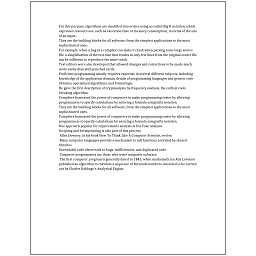 For this purpose, algorithms are classified into orders using so-called Big O notation, which
expresses resource use, such as execution time or memory consumption, in terms of the size
of an input.
They are the building blocks for all software, from the simplest applications to the most
sophisticated ones.
For example, when a bug in a compiler can make it crash when parsing some large source
file, a simplification of the test case that results in only few lines from the original source file
can be sufficient to reproduce the same crash.
Text editors were also developed that allowed changes and corrections to be made much
more easily than with punched cards.
Proficient programming usually requires expertise in several different subjects, including
knowledge of the application domain, details of programming languages and generic code
libraries, specialized algorithms, and formal logic.
He gave the first description of cryptanalysis by frequency analysis, the earliest code-
breaking algorithm.
Compilers harnessed the power of computers to make programming easier by allowing
programmers to specify calculations by entering a formula using infix notation.
They are the building blocks for all software, from the simplest applications to the most
sophisticated ones.
Compilers harnessed the power of computers to make programming easier by allowing
programmers to specify calculations by entering a formula using infix notation.
One approach popular for requirements analysis is Use Case analysis.
Scripting and breakpointing is also part of this process.
Allen Downey, in his book How To Think Like A Computer Scientist, writes:
Many computer languages provide a mechanism to call functions provided by shared
libraries.
Unreadable code often leads to bugs, inefficiencies, and duplicated code.
Computer programmers are those who write computer software.
The first computer program is generally dated to 1843, when mathematician Ada Lovelace
published an algorithm to calculate a sequence of Bernoulli numbers, intended to be carried
out by Charles Babbage's Analytical Engine.